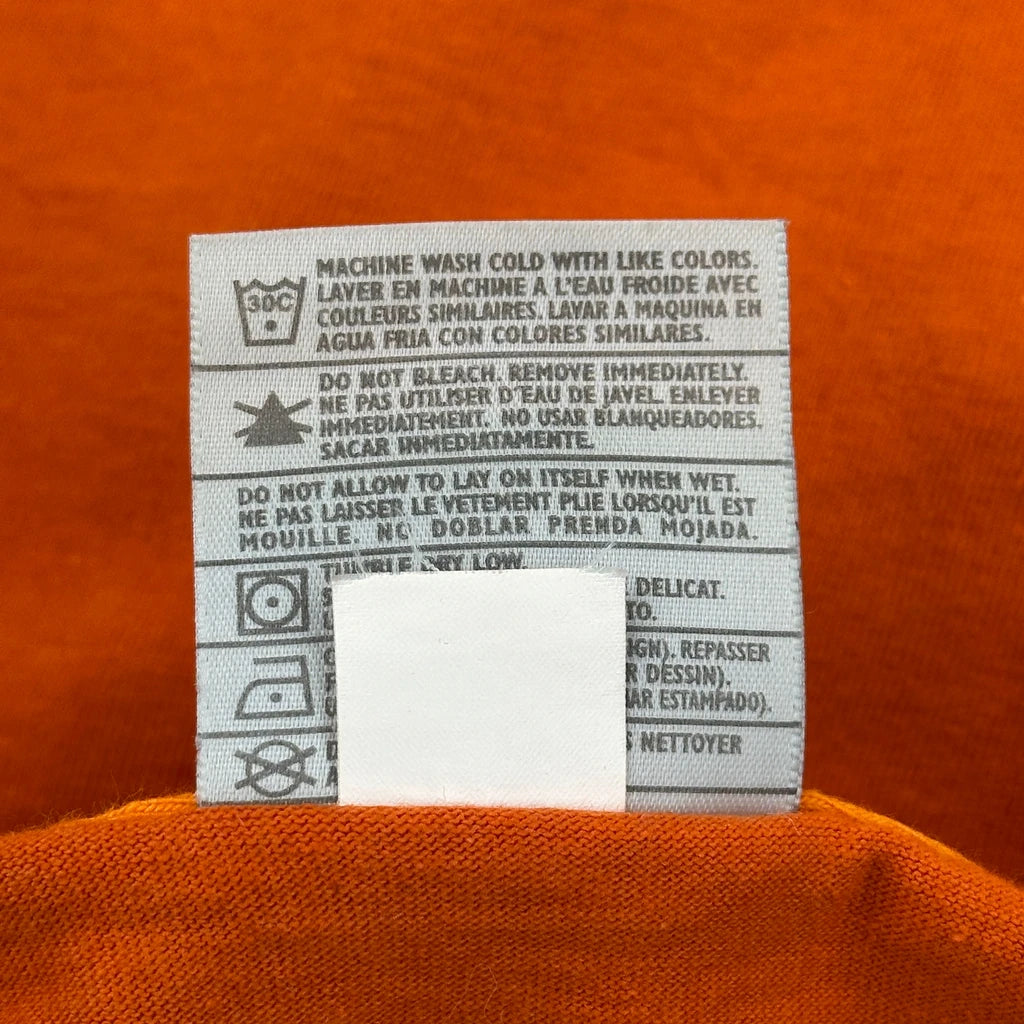 30C
MACHINE WASH COLD WITH LIKE COLORS.
LAVER EN MACHINE A L'EAU FROIDE AVEC
COULEURS SIMILAIRES. LAVAR A MAQUINA EN
AGUA FRIA CON COLORES SIMILARES.
DO NOT BLEACH. REMOVE IMMEDIATELY.
NE PAS UTILISER D'EAU DE JAVEL. ENLEVER
IMMEDIATEMENT. NO USAR BLANQUEADORES.
SACAR INMEDIATAMENTE.
DO NOT ALLOW TO LAY ON ITSELF WHEN WET.
NE PAS LAISSER LE VETEMENT PLIE LORSQU'IL EST
MOUILLE. NO DOBLAR PRENDA MOJADA.
TUMBLE DRY LOW.
DELICAT.
REPASSER
DESSIN).
ESTAMPADO).
NETTOYER